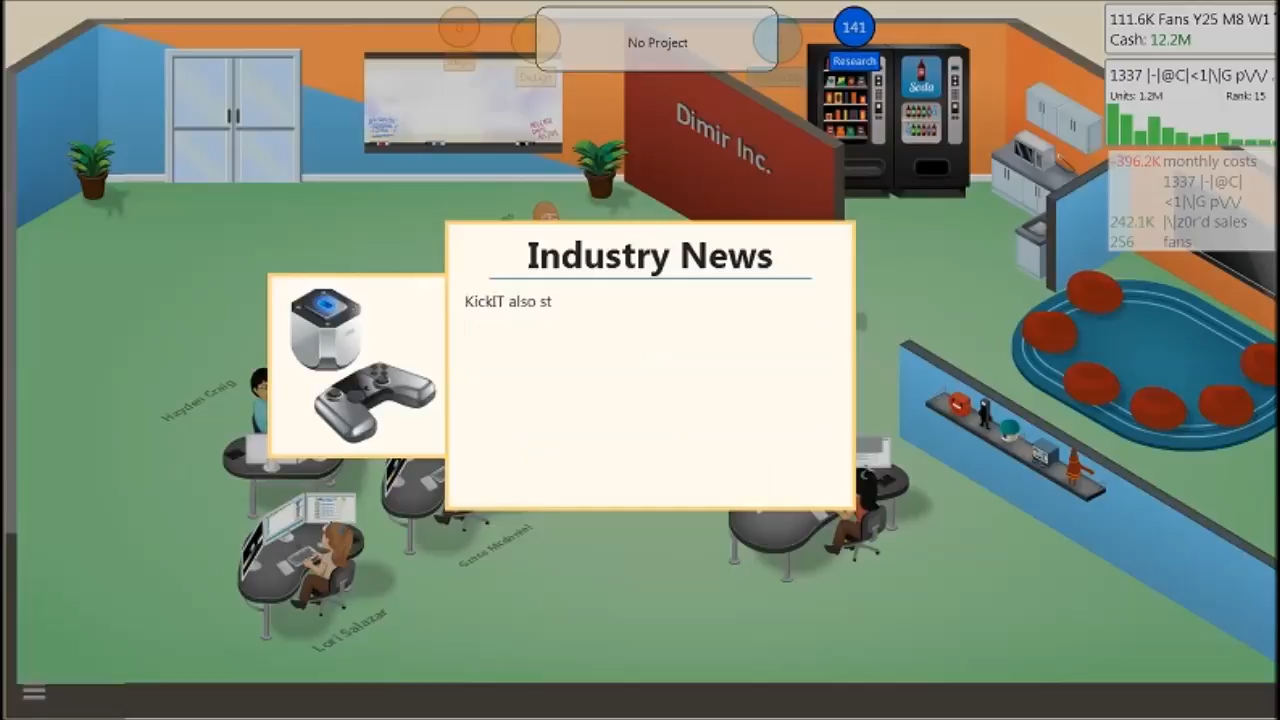 No Project
141
Research
111.6K Fans Y25 M8 W1
Cash: 12.2M
1337 |-|@C|<1|\|G p\/\/ .
Units: 1.2M
Rank: 15
-396.2K monthly costs
1337 |-|@C|
<1|\|G p\/\/
242.1K |\|z0r'd sales
256 fans
Dimir Inc.
Soda
Industry News
KickIT also st
Hayden Craig
Lori Salazar